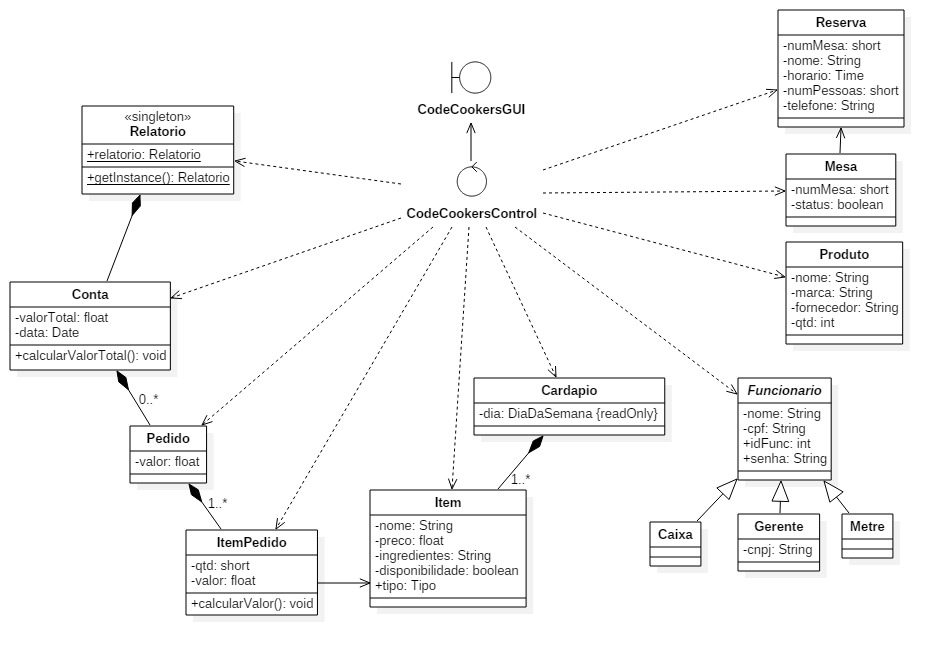 Reserva
-numMesa: short
-nome: String
-horario: Time
-numPessoas: short
-telefone: String
CodeCookersGUI
«singleton»
Relatorio
+relatorio: Relatorio
+getInstance(): Relatorio
Mesa
-numMesa: short
-status: boolean
CodeCookersControl
Produto
-nome: String
-marca: String
-fornecedor: String
-qtd: int
Conta
-valorTotal: float
-data: Date
+calcularValorTotal(): void
0..*
Cardapio
-dia: DiaDaSemana {readOnly}
1..*
Funcionario
-nome: String
-cpf: String
+idFunc: int
+senha: String
Pedido
-valor: float
1..*
Item
-nome: String
-preco: float
-ingredientes: String
-disponibilidade: boolean
+tipo: Tipo
ItemPedido
-qtd: short
-valor: float
+calcularValor(): void
Caixa
Gerente
-cnpj: String
Metre